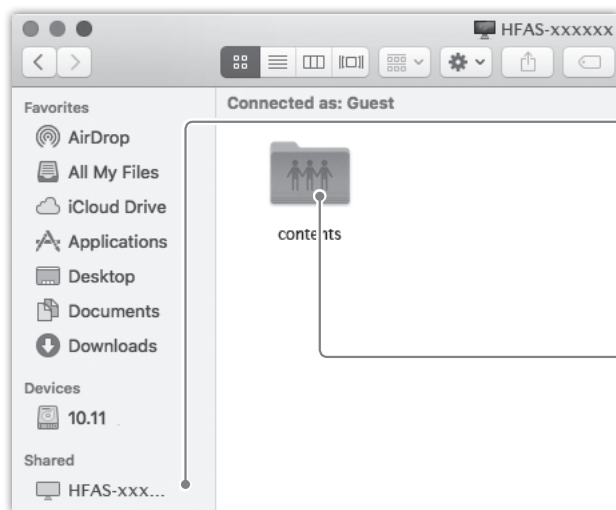 HFAS-xxxxxx
Connected as: Guest
Favorites
AirDrop
All My Files
iCloud Drive
Applications
Desktop
Documents
Downloads
Devices
10.11
Shared
HFAS-xxx...
contents